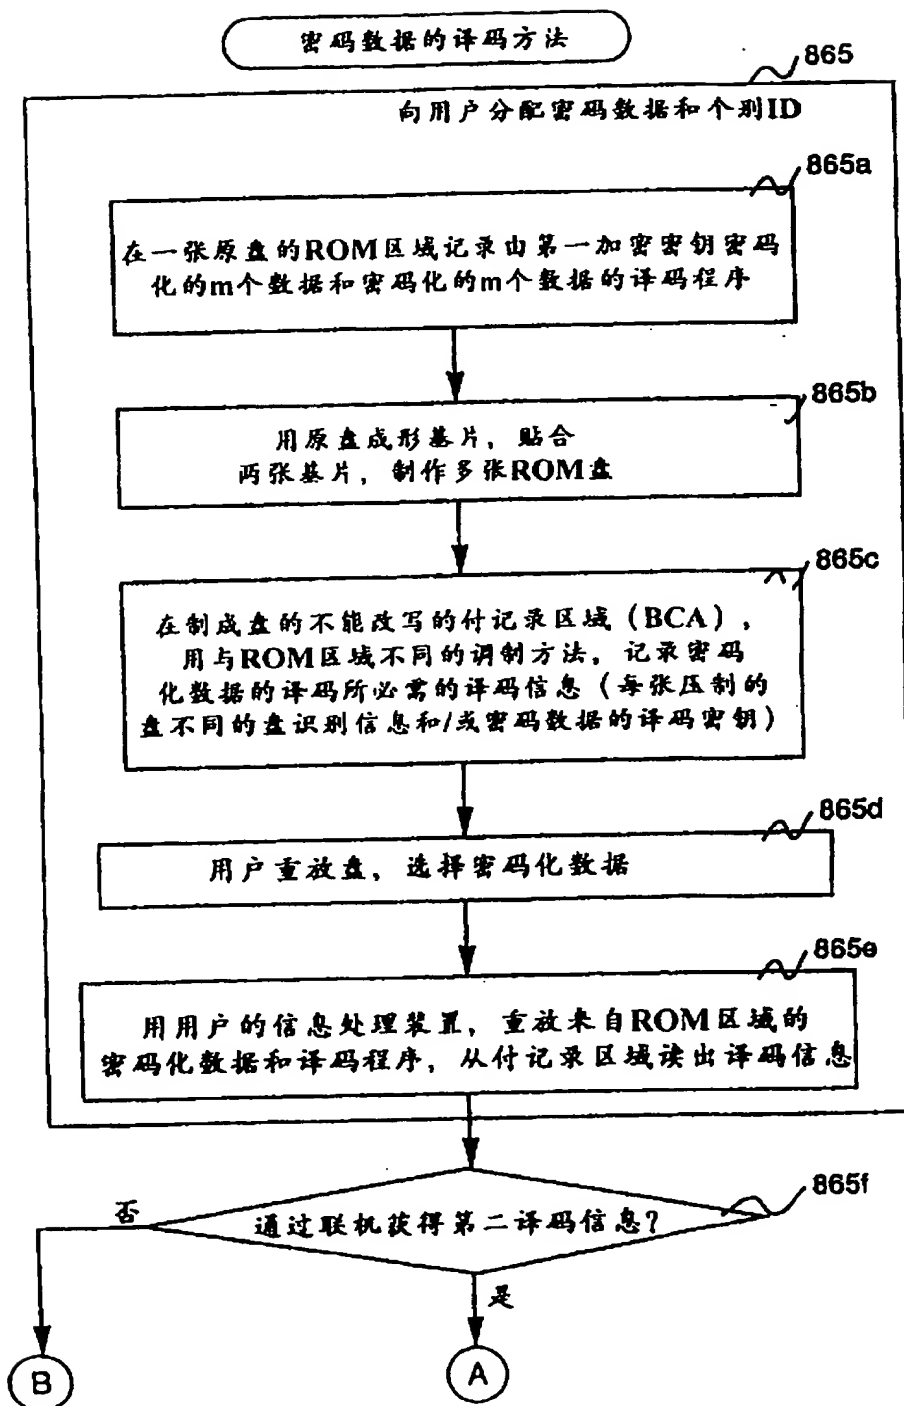 密码数据的译码方法
865
向用户分配密码数据和个别ID
865a
在一张原盘的ROM区域记录由第一加密密钥密码
化的m个数据和密码化的m个数据的译码程序
865b
用原盘成形基片，贴合
两张基片，制作多张ROM盘
865c
在制成盘的不能改写的付记录区域（BCA），
用与ROM区域不同的调制方法，记录密码
化数据的译码所必需的译码信息（每张压制的
盘不同的盘识别信息和/或密码数据的译码密钥）
865d
用户重放盘，选择密码化数据
865e
用用户的信息处理装置，重放来自ROM区域的
密码化数据和译码程序，从付记录区域读出译码信息
865f
否
通过联机获得第二译码信息？
是
B
A